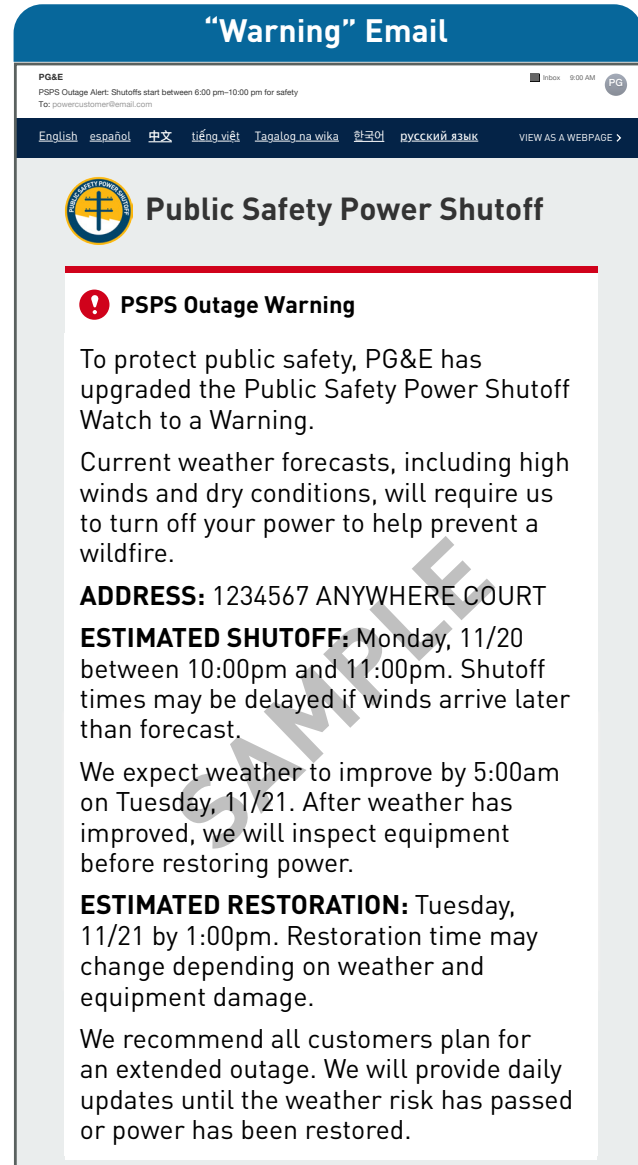 “Warning” Email
PG&E
PSPS Outage Alert: Shutoffs start between 6:00 pm–10:00 pm for safety
To: powercustomer@email.com
Inbox 9:00 AM
PG
English español 中文 tiếng việt Tagalog na wika 한국어 русский язык VIEW AS A WEBPAGE >
PUBLIC SAFETY POWER SHUTOFF
Public Safety Power Shutoff
PSPS Outage Warning
To protect public safety, PG&E has
upgraded the Public Safety Power Shutoff
Watch to a Warning.
Current weather forecasts, including high
winds and dry conditions, will require us
to turn off your power to help prevent a
wildfire.
ADDRESS: 1234567 ANYWHERE COURT
ESTIMATED SHUTOFF: Monday, 11/20
between 10:00pm and 11:00pm. Shutoff
times may be delayed if winds arrive later
than forecast.
We expect weather to improve by 5:00am
on Tuesday, 11/21. After weather has
improved, we will inspect equipment
before restoring power.
ESTIMATED RESTORATION: Tuesday,
11/21 by 1:00pm. Restoration time may
change depending on weather and
equipment damage.
We recommend all customers plan for
an extended outage. We will provide daily
updates until the weather risk has passed
or power has been restored.
SAMPLE